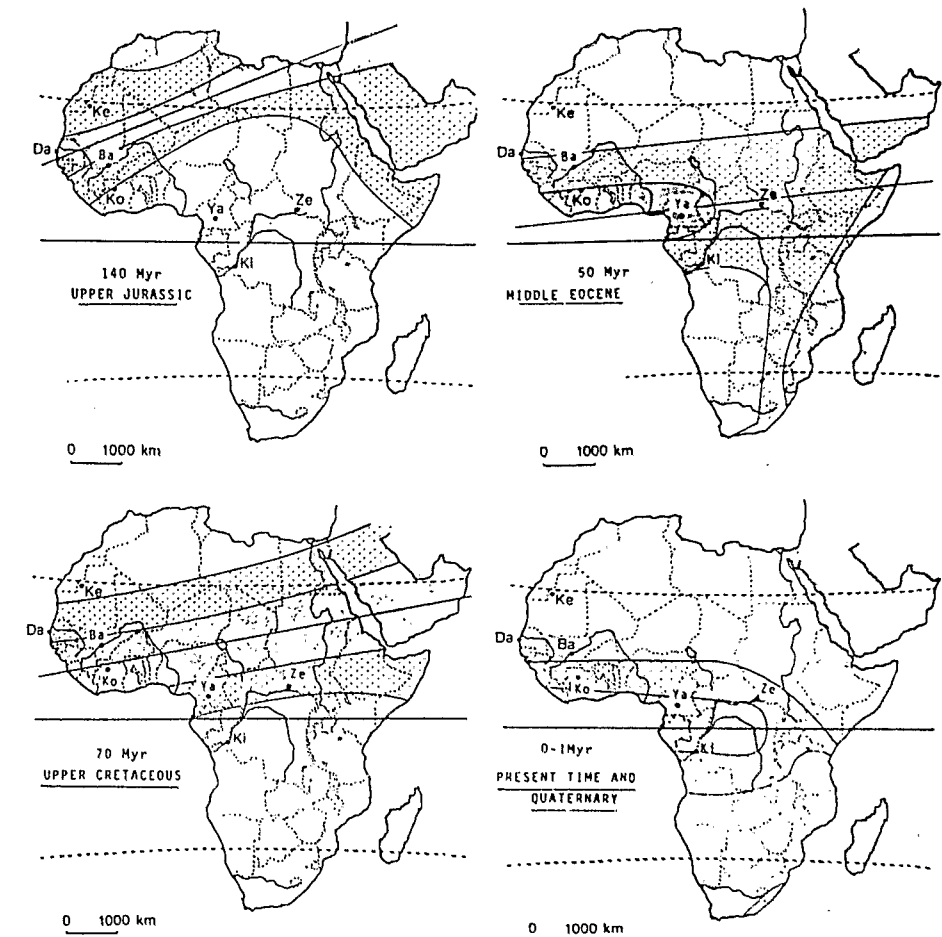 Ke
Da
Ba
Ko
Ya
Ze
Ki
140 Myr
UPPER JURASSIC
0 1000 km
Ke
Da
Ba
Ko
Ya
Ze
Ki
50 Myr
MIDDLE EOCENE
0 1000 km
Ke
Da
Ba
Ko
Ya
Ze
Ki
70 Myr
UPPER CRETACEOUS
0 1000 km
Ke
Da
Ba
Ko
Ya
Ze
Ki
0-1Myr
PRESENT TIME AND
QUATERNARY
0 1000 km